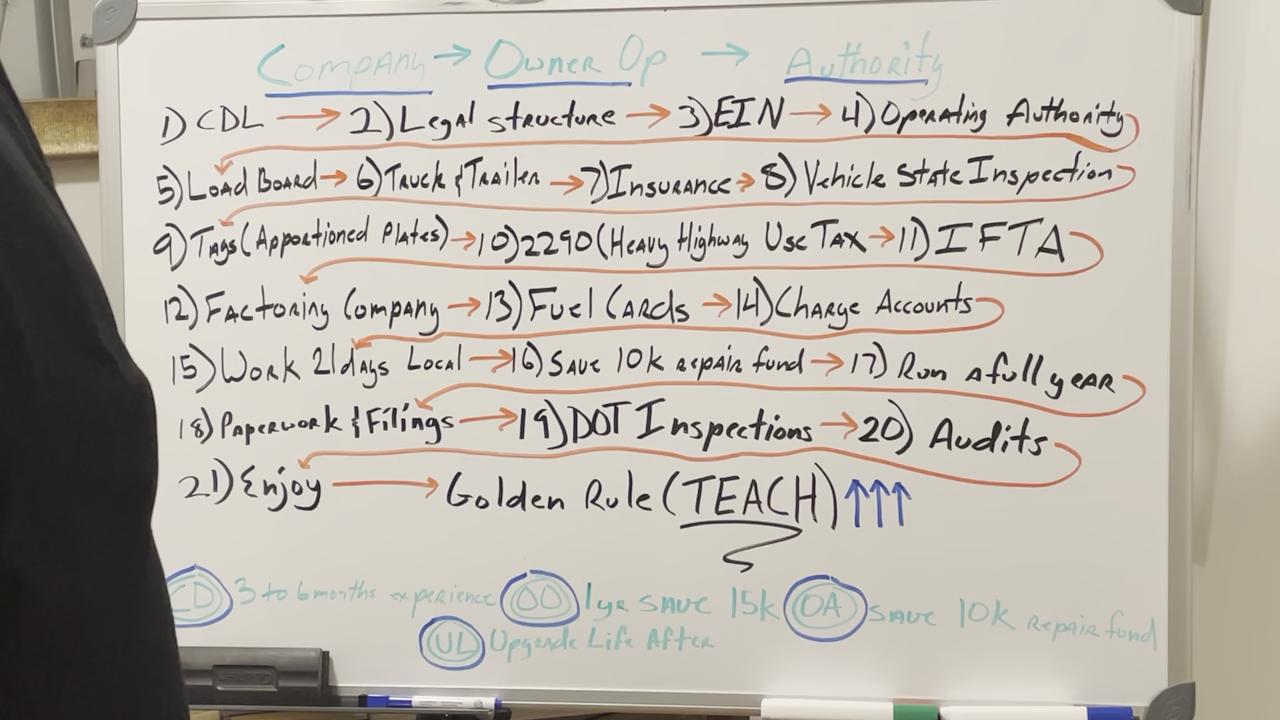 Company → Owner Op → Authority
1) CDL → 2) Legal structure → 3) EIN → 4) Operating Authority
5) Load Board → 6) Truck & Trailer → 7) Insurance → 8) Vehicle State Inspection
9) Tags (Apportioned Plates) → 10) 2290 (Heavy Highway Use Tax → 11) IFTA
12) Factoring Company → 13) Fuel Cards → 14) Charge Accounts
15) Work 21 days Local → 16) Save 10k repair fund → 17) Run a full year
18) Paperwork & Filings → 19) DOT Inspections → 20) Audits
21) Enjoy → Golden Rule (TEACH) ↑↑↑
CD 3 to 6 months experience OO 1 yr save 15k OA save 10k repair fund
UL Upgrade Life After